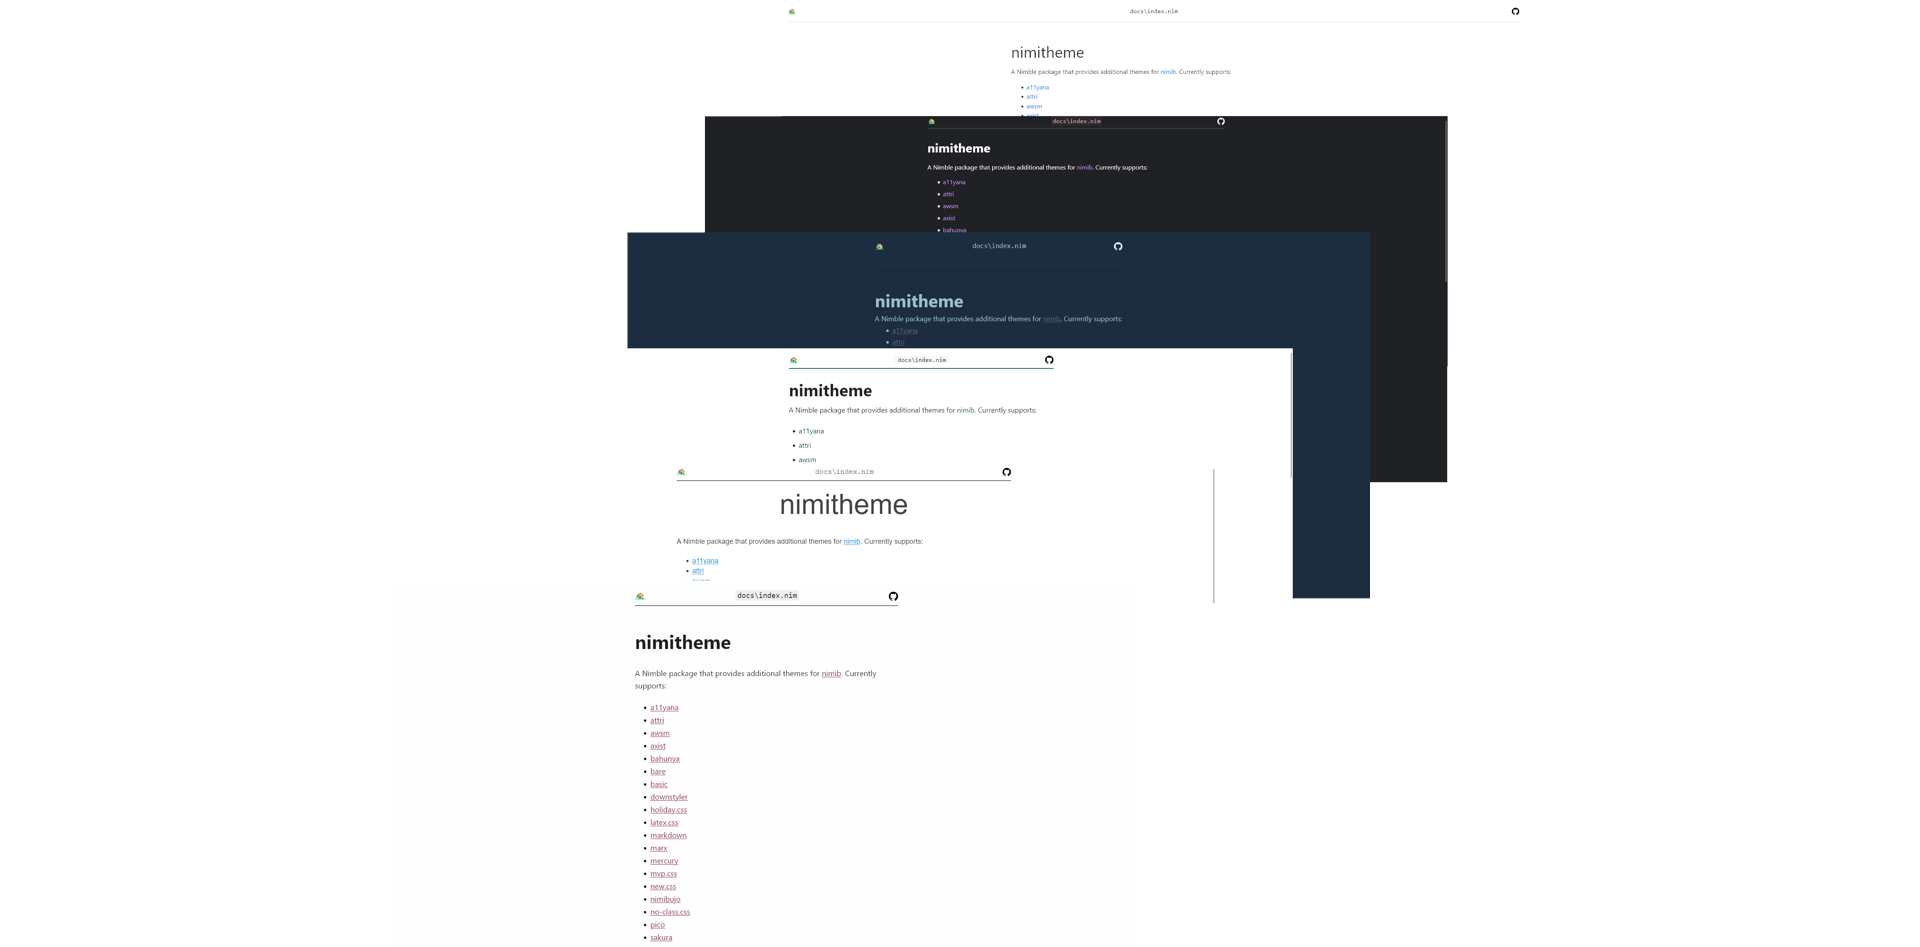 docs\index.nim
nimitheme
A Nimble package that provides additional themes for nimib. Currently supports:
a11yana
attri
awsm
docs\index.nim
nimitheme
A Nimble package that provides additional themes for nimib. Currently supports:
a11yana
attri
awsm
axist
bahunya
docs\index.nim
nimitheme
A Nimble package that provides additional themes for nimib. Currently supports:
a11yana
attri
docs\index.nim
nimitheme
A Nimble package that provides additional themes for nimib. Currently supports:
a11yana
attri
awsm
docs\index.nim
nimitheme
A Nimble package that provides additional themes for nimib. Currently supports:
a11yana
attri
docs\index.nim
nimitheme
A Nimble package that provides additional themes for nimib. Currently
supports:
a11yana
attri
awsm
axist
bahunya
bare
basic
downstyler
holiday.css
latex.css
markdown
marx
mercury
mvp.css
new.css
nimibujo
no-class.css
pico
sakura